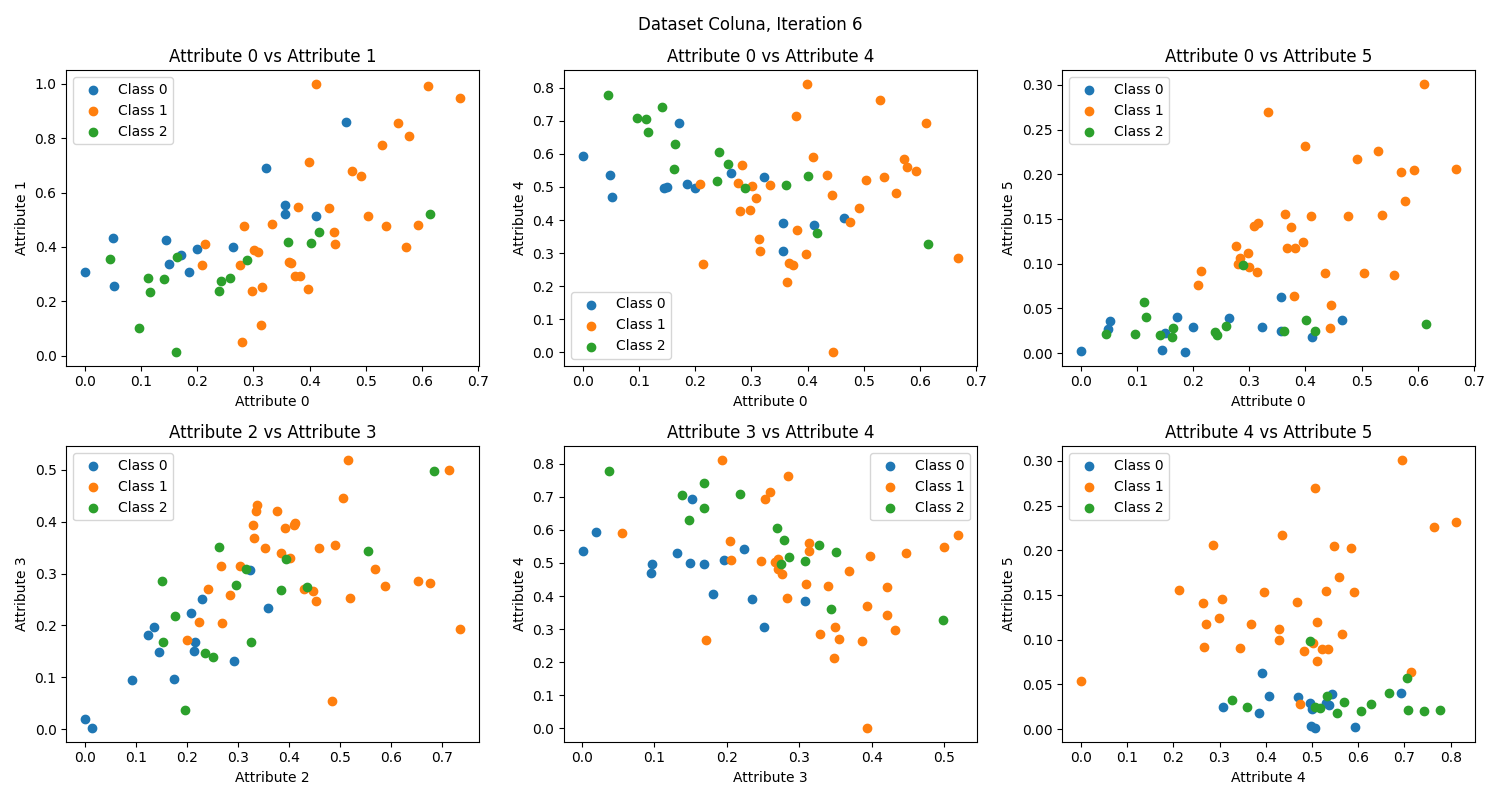 Dataset Coluna, Iteration 6
Attribute 0 vs Attribute 1
Class 0
Class 1
Class 2
1.0
0.8
0.6
0.4
0.2
0.0
Attribute 1
0.0 0.1 0.2 0.3 0.4 0.5 0.6 0.7
Attribute 0
Attribute 0 vs Attribute 4
Class 0
Class 1
Class 2
0.8
0.7
0.6
0.5
0.4
0.3
0.2
0.1
0.0
Attribute 4
0.0 0.1 0.2 0.3 0.4 0.5 0.6 0.7
Attribute 0
Attribute 0 vs Attribute 5
Class 0
Class 1
Class 2
0.30
0.25
0.20
0.15
0.10
0.05
0.00
Attribute 5
0.0 0.1 0.2 0.3 0.4 0.5 0.6 0.7
Attribute 0
Attribute 2 vs Attribute 3
Class 0
Class 1
Class 2
0.5
0.4
0.3
0.2
0.1
0.0
Attribute 3
0.0 0.1 0.2 0.3 0.4 0.5 0.6 0.7
Attribute 2
Attribute 3 vs Attribute 4
Class 0
Class 1
Class 2
0.8
0.7
0.6
0.5
0.4
0.3
0.2
0.1
0.0
Attribute 4
0.0 0.1 0.2 0.3 0.4 0.5
Attribute 3
Attribute 4 vs Attribute 5
Class 0
Class 1
Class 2
0.30
0.25
0.20
0.15
0.10
0.05
0.00
Attribute 5
0.0 0.1 0.2 0.3 0.4 0.5 0.6 0.7 0.8
Attribute 4